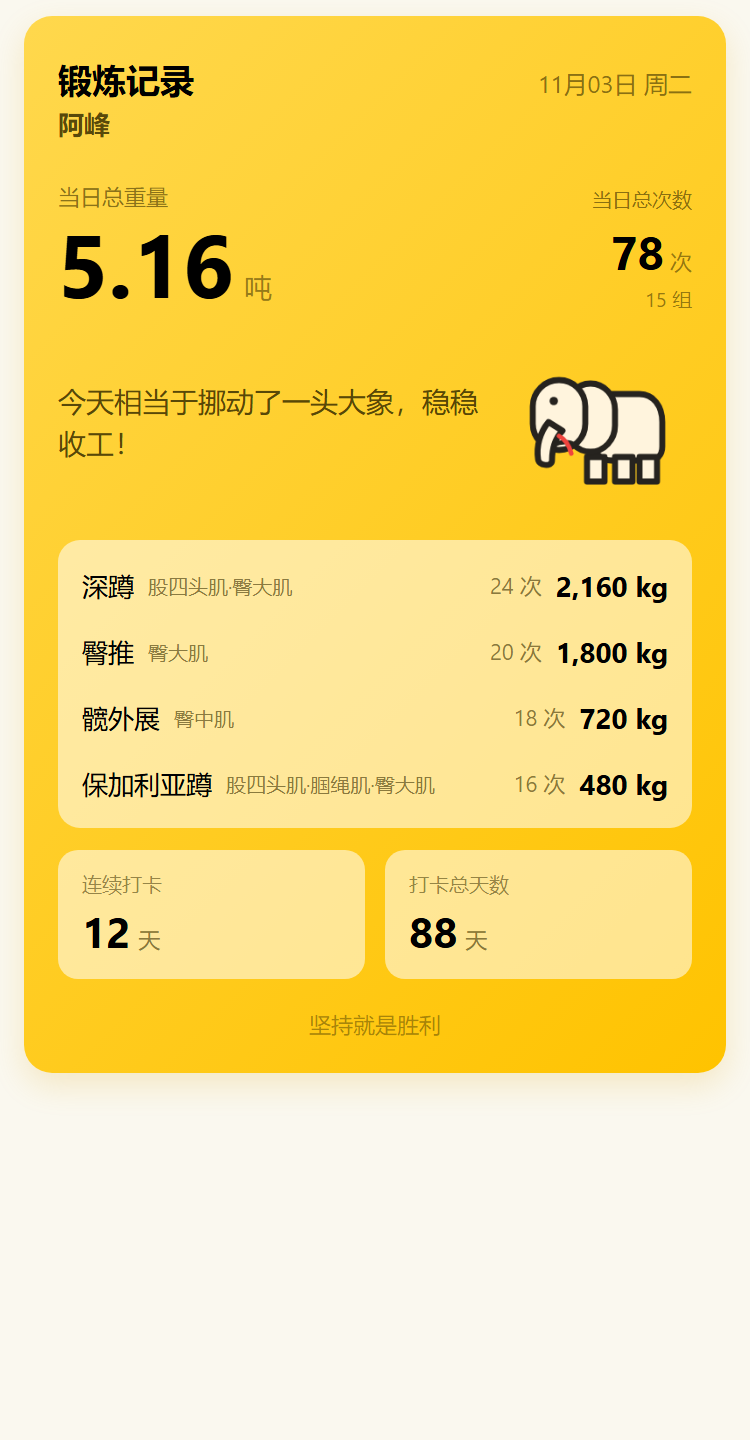 锻炼记录
11月03日 周二
阿峰
当日总重量
当日总次数
5.16 吨
78 次
15 组
今天相当于挪动了一头大象，稳稳
收工！
深蹲 股四头肌·臀大肌 24 次 2,160 kg
臀推 臀大肌 20 次 1,800 kg
髋外展 臀中肌 18 次 720 kg
保加利亚蹲 股四头肌·腘绳肌·臀大肌 16 次 480 kg
连续打卡
打卡总天数
12 天
88 天
坚持就是胜利